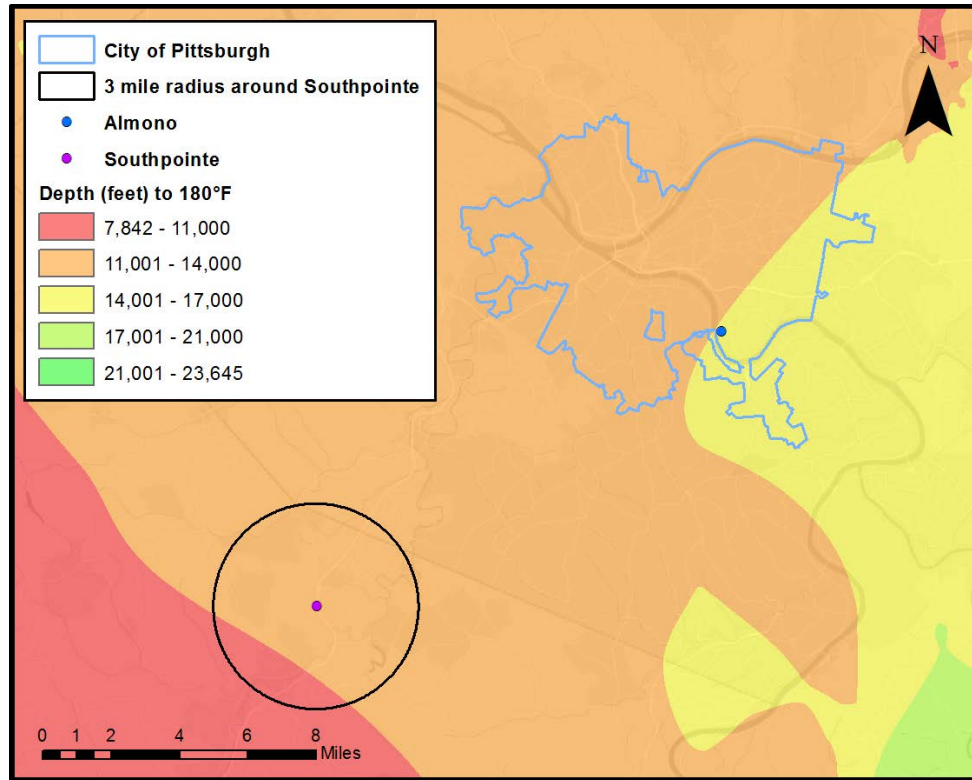 City of Pittsburgh
3 mile radius around Southpointe
Almono
Southpointe
Depth (feet) to 180°F
7,842 - 11,000
11,001 - 14,000
14,001 - 17,000
17,001 - 21,000
21,001 - 23,645
N
0 1 2 4 6 8
Miles